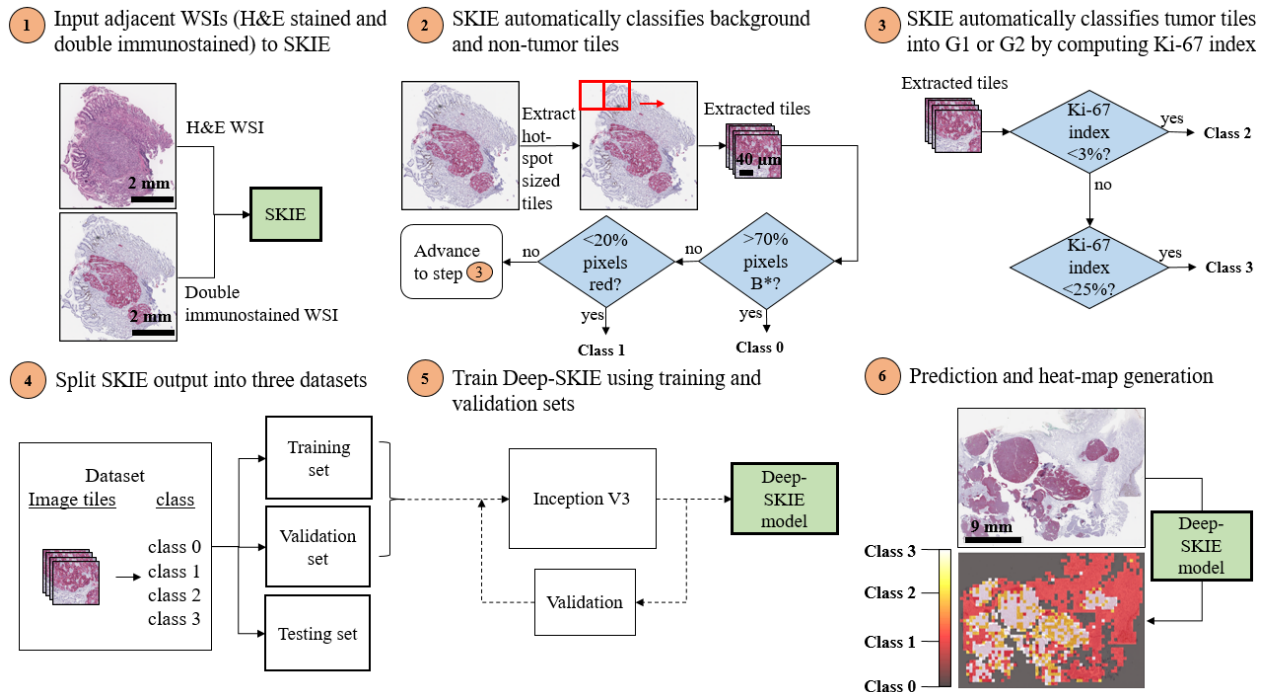 1
Input adjacent WSIs (H&E stained and
double immunostained) to SKIE
H&E WSI
2 mm
SKIE
2 mm
Double
immunostained WSI
2
SKIE automatically classifies background
and non-tumor tiles
Extract
hot-
spot
sized
tiles
Extracted tiles
40 μm
>70%
pixels
B*?
no
yes
Class 0
<20%
pixels
red?
no
yes
Class 1
Advance
to step 3
3
SKIE automatically classifies tumor tiles
into G1 or G2 by computing Ki-67 index
Extracted tiles
Ki-67
index
<3%?
yes
Class 2
no
Ki-67
index
<25%?
yes
Class 3
4
Split SKIE output into three datasets
Dataset
Image tiles class
class 0
class 1
class 2
class 3
Training
set
Validation
set
Testing set
5
Train Deep-SKIE using training and
validation sets
Inception V3
Validation
Deep-
SKIE
model
6
Prediction and heat-map generation
9 mm
Deep-
SKIE
model
Class 3
Class 2
Class 1
Class 0